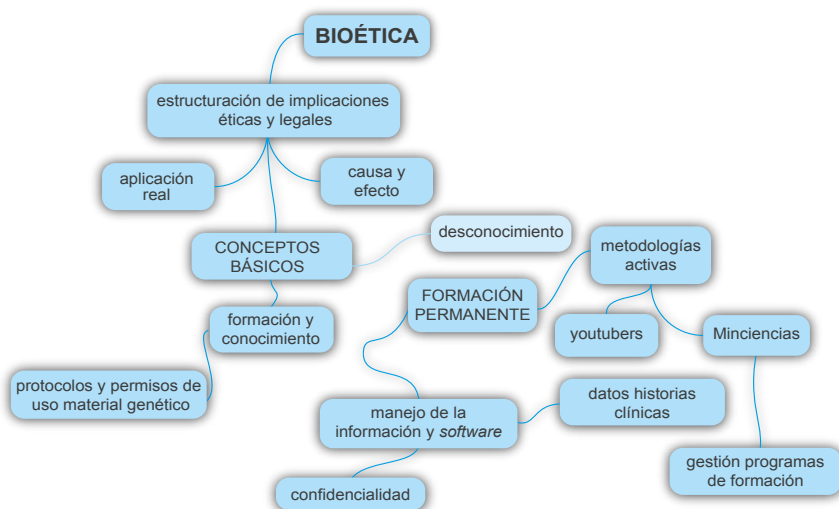 BIOÉTICA
estructuración de implicaciones
éticas y legales
aplicación
real
causa y
efecto
CONCEPTOS
BÁSICOS
desconocimiento
metodologías
activas
FORMACIÓN
PERMANENTE
formación y
conocimiento
youtubers
Minciencias
protocolos y permisos de
uso material genético
manejo de la
información y software
datos historias
clínicas
gestión programas
de formación
confidencialidad